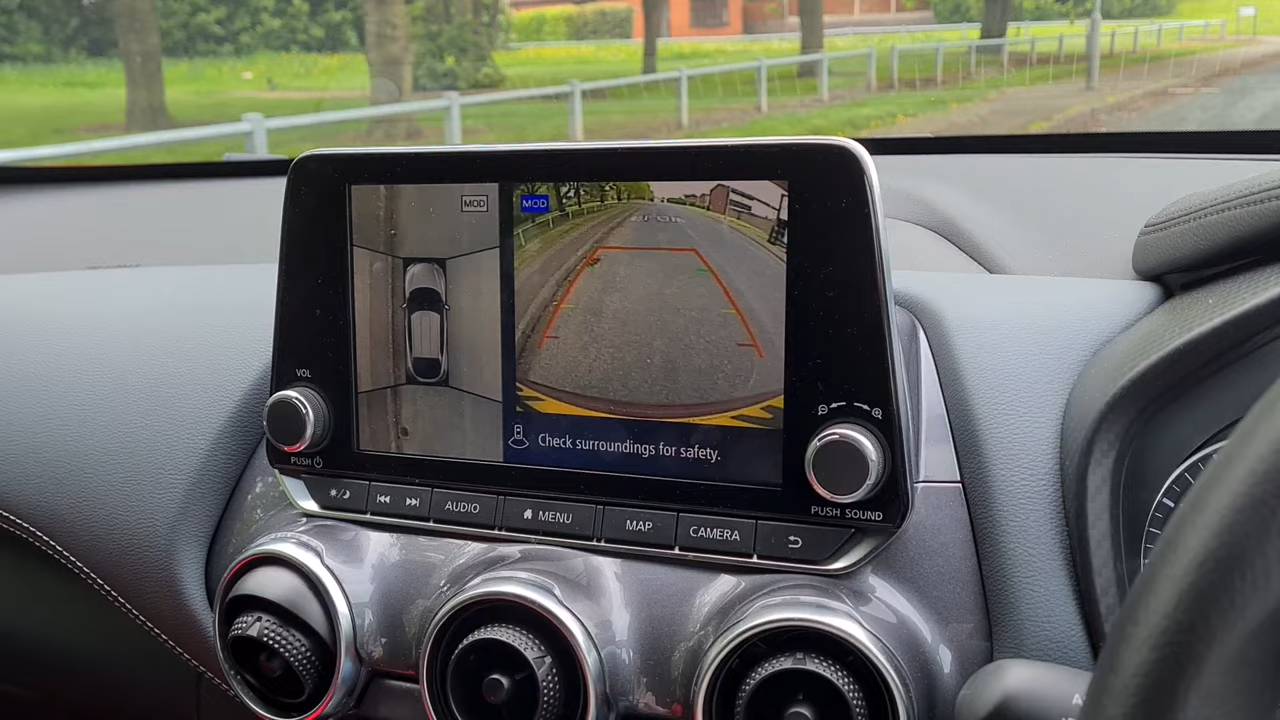 MOD
MOD
VOL
Check surroundings for safety.
PUSH
PUSH SOUND
AUDIO
MENU
MAP
CAMERA